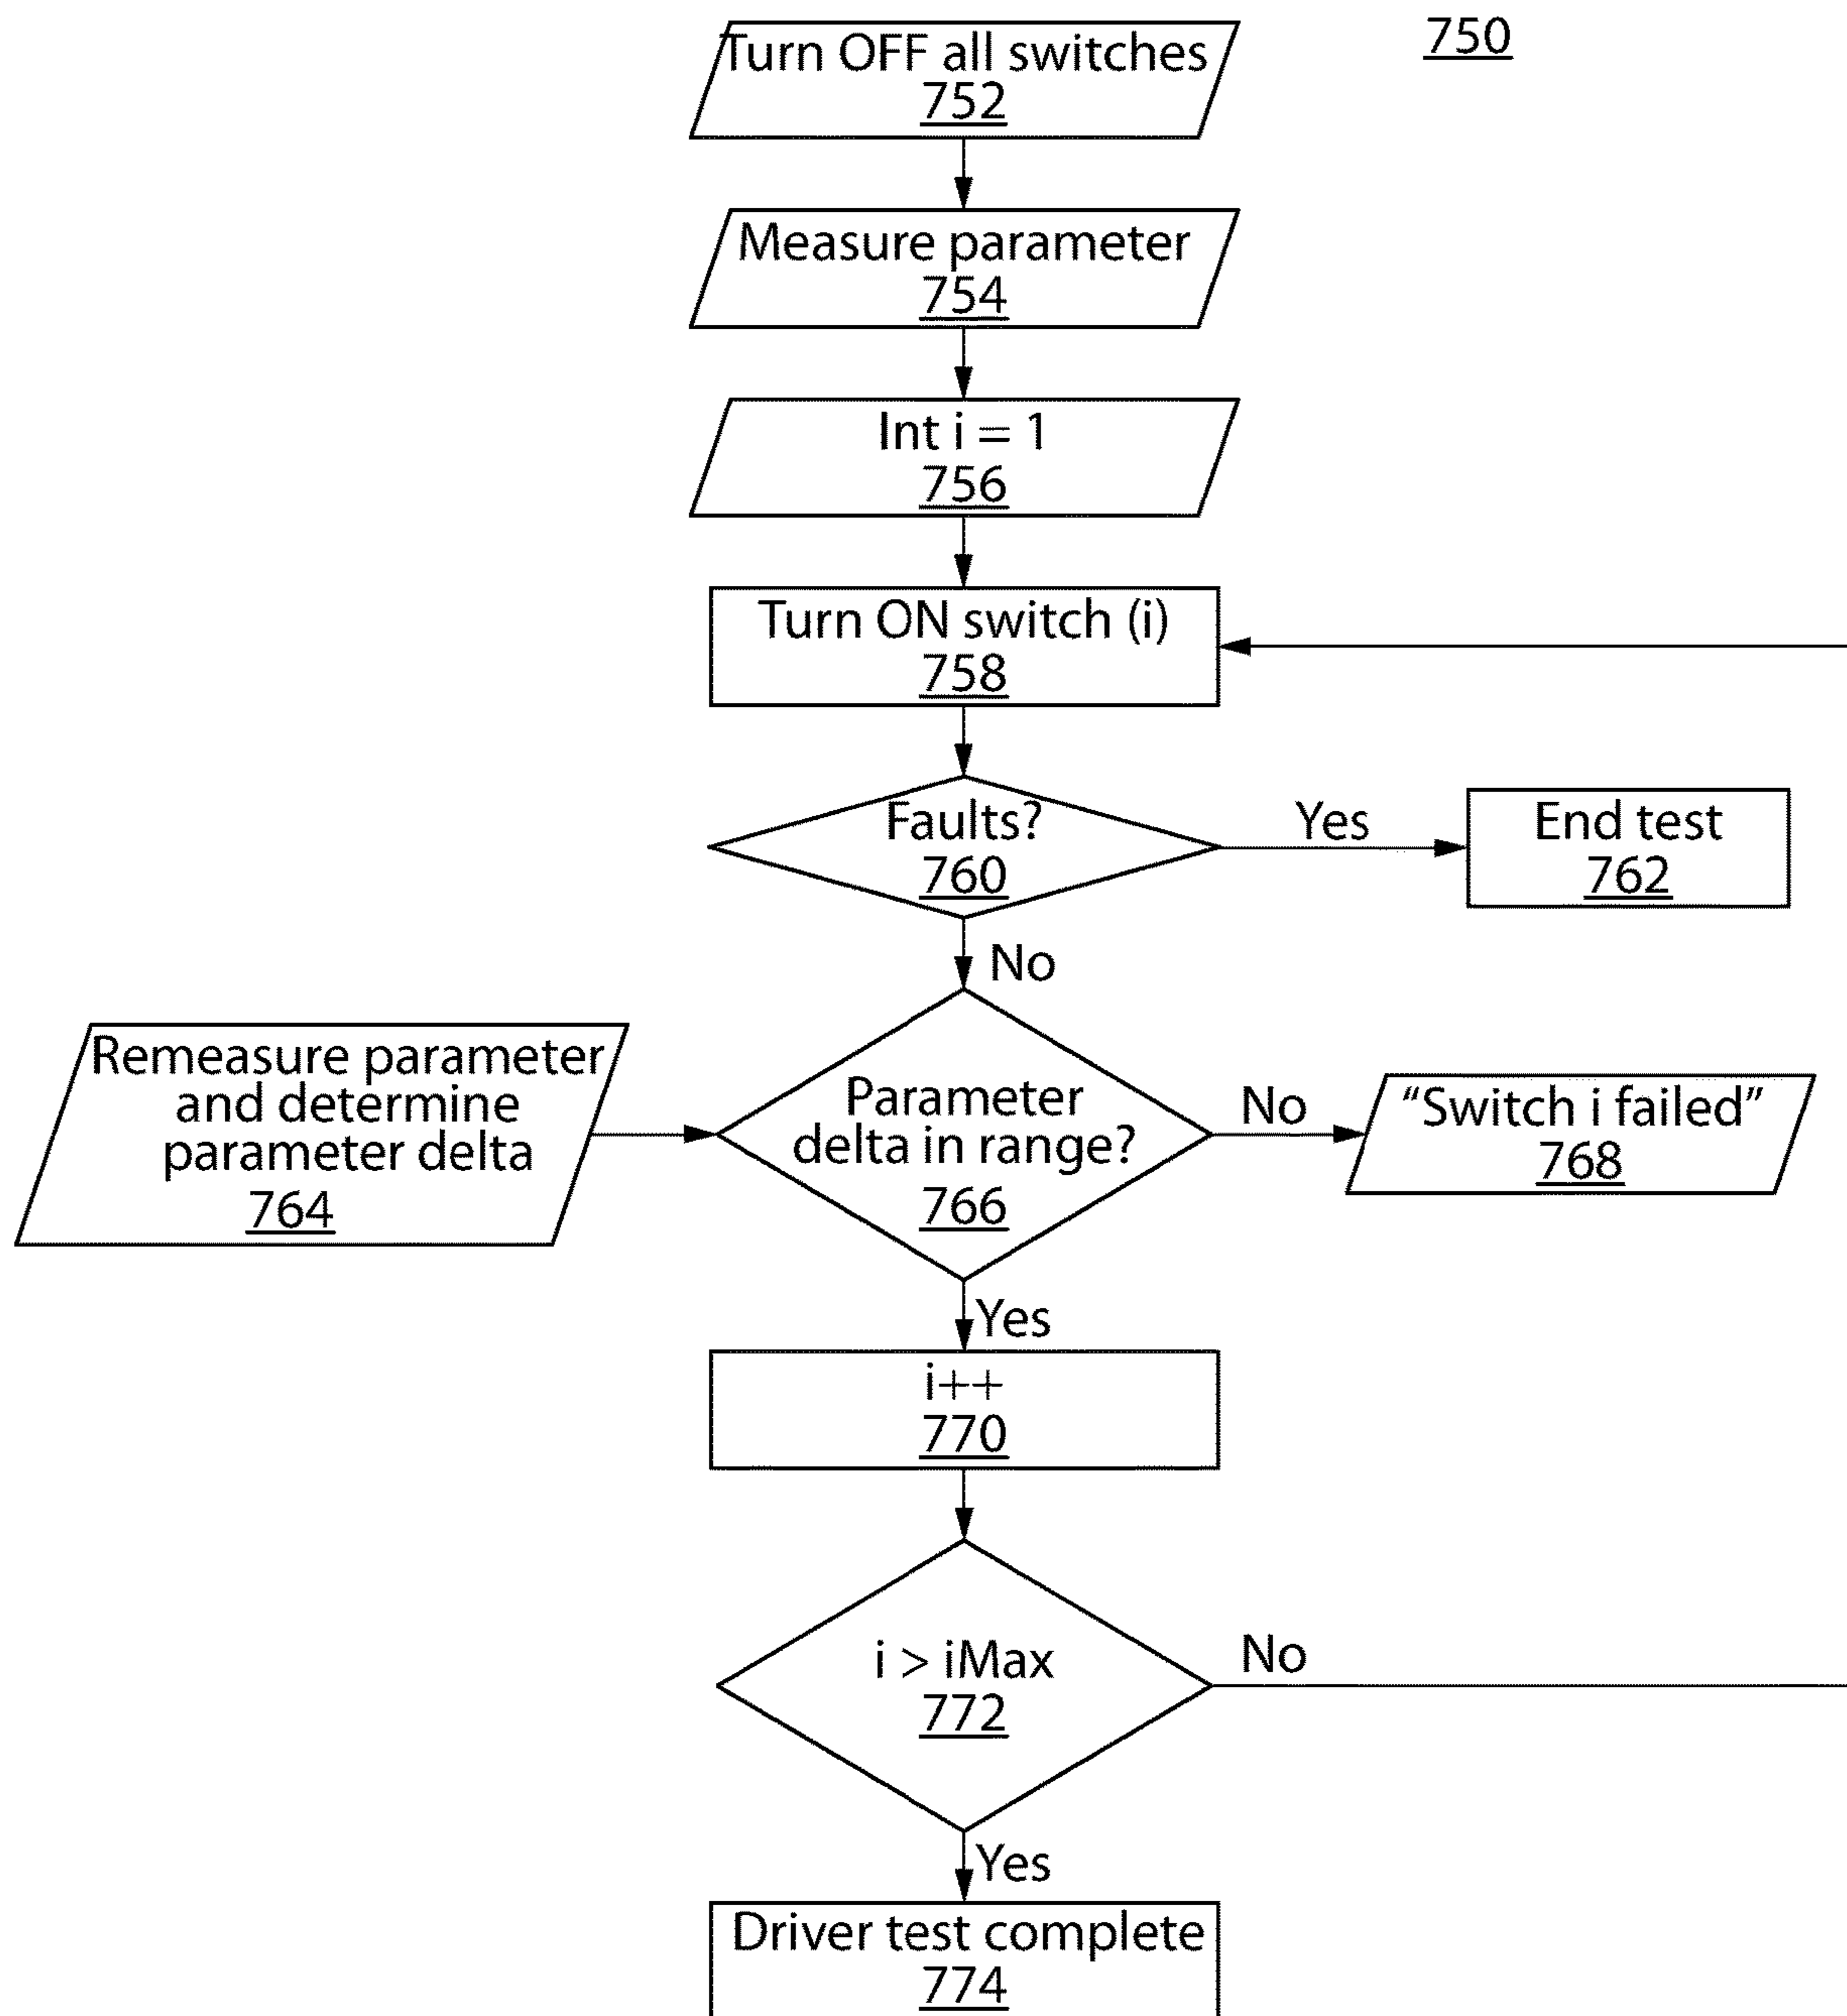 750
Turn OFF all switches
752
Measure parameter
754
Int i = 1
756
Turn ON switch (i)
758
Faults?
760
Yes
End test
762
No
Remeasure parameter
and determine
parameter delta
764
Parameter
delta in range?
766
No
“Switch i failed”
768
Yes
i++
770
i > iMax
772
No
Yes
Driver test complete
774